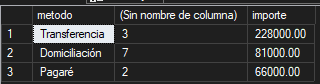 metodo (Sin nombre de columna) importe
1 Transferencia 3 228000.00
2 Domiciliación 7 81000.00
3 Pagaré 2 66000.00